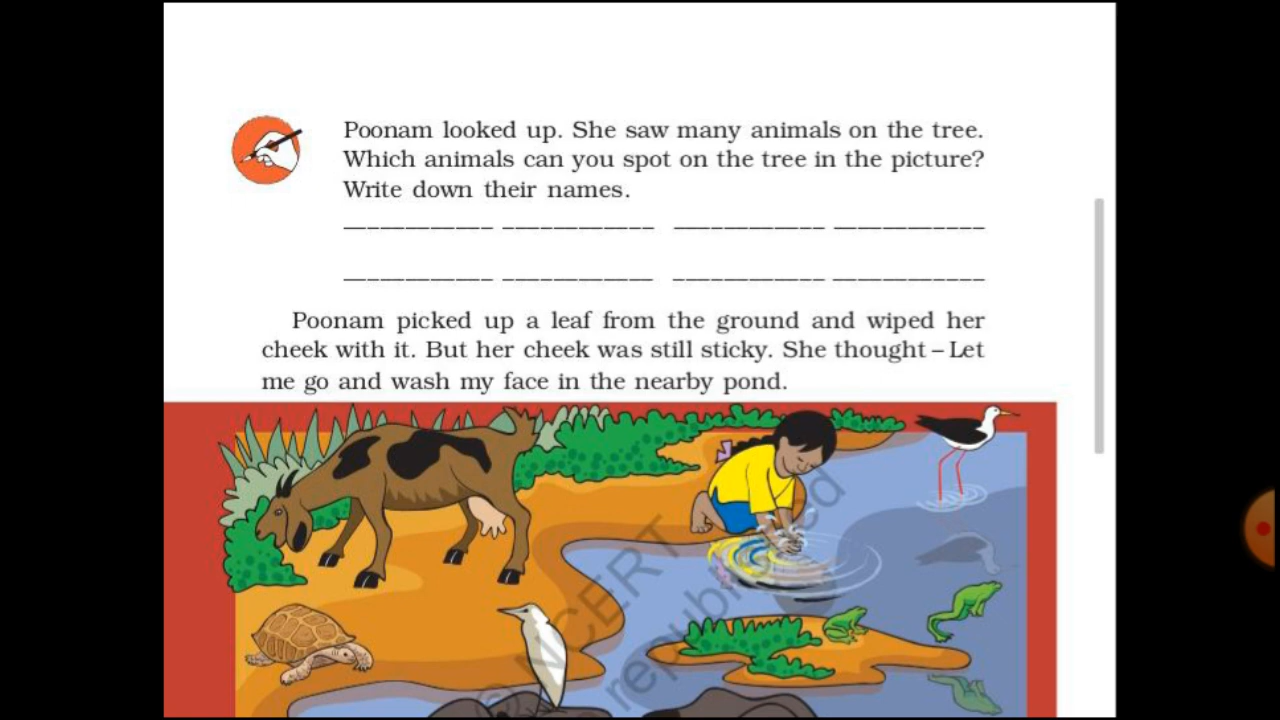 Poonam looked up. She saw many animals on the tree.
Which animals can you spot on the tree in the picture?
Write down their names.
Poonam picked up a leaf from the ground and wiped her
cheek with it. But her cheek was still sticky. She thought – Let
me go and wash my face in the nearby pond.
© NCERT
republished